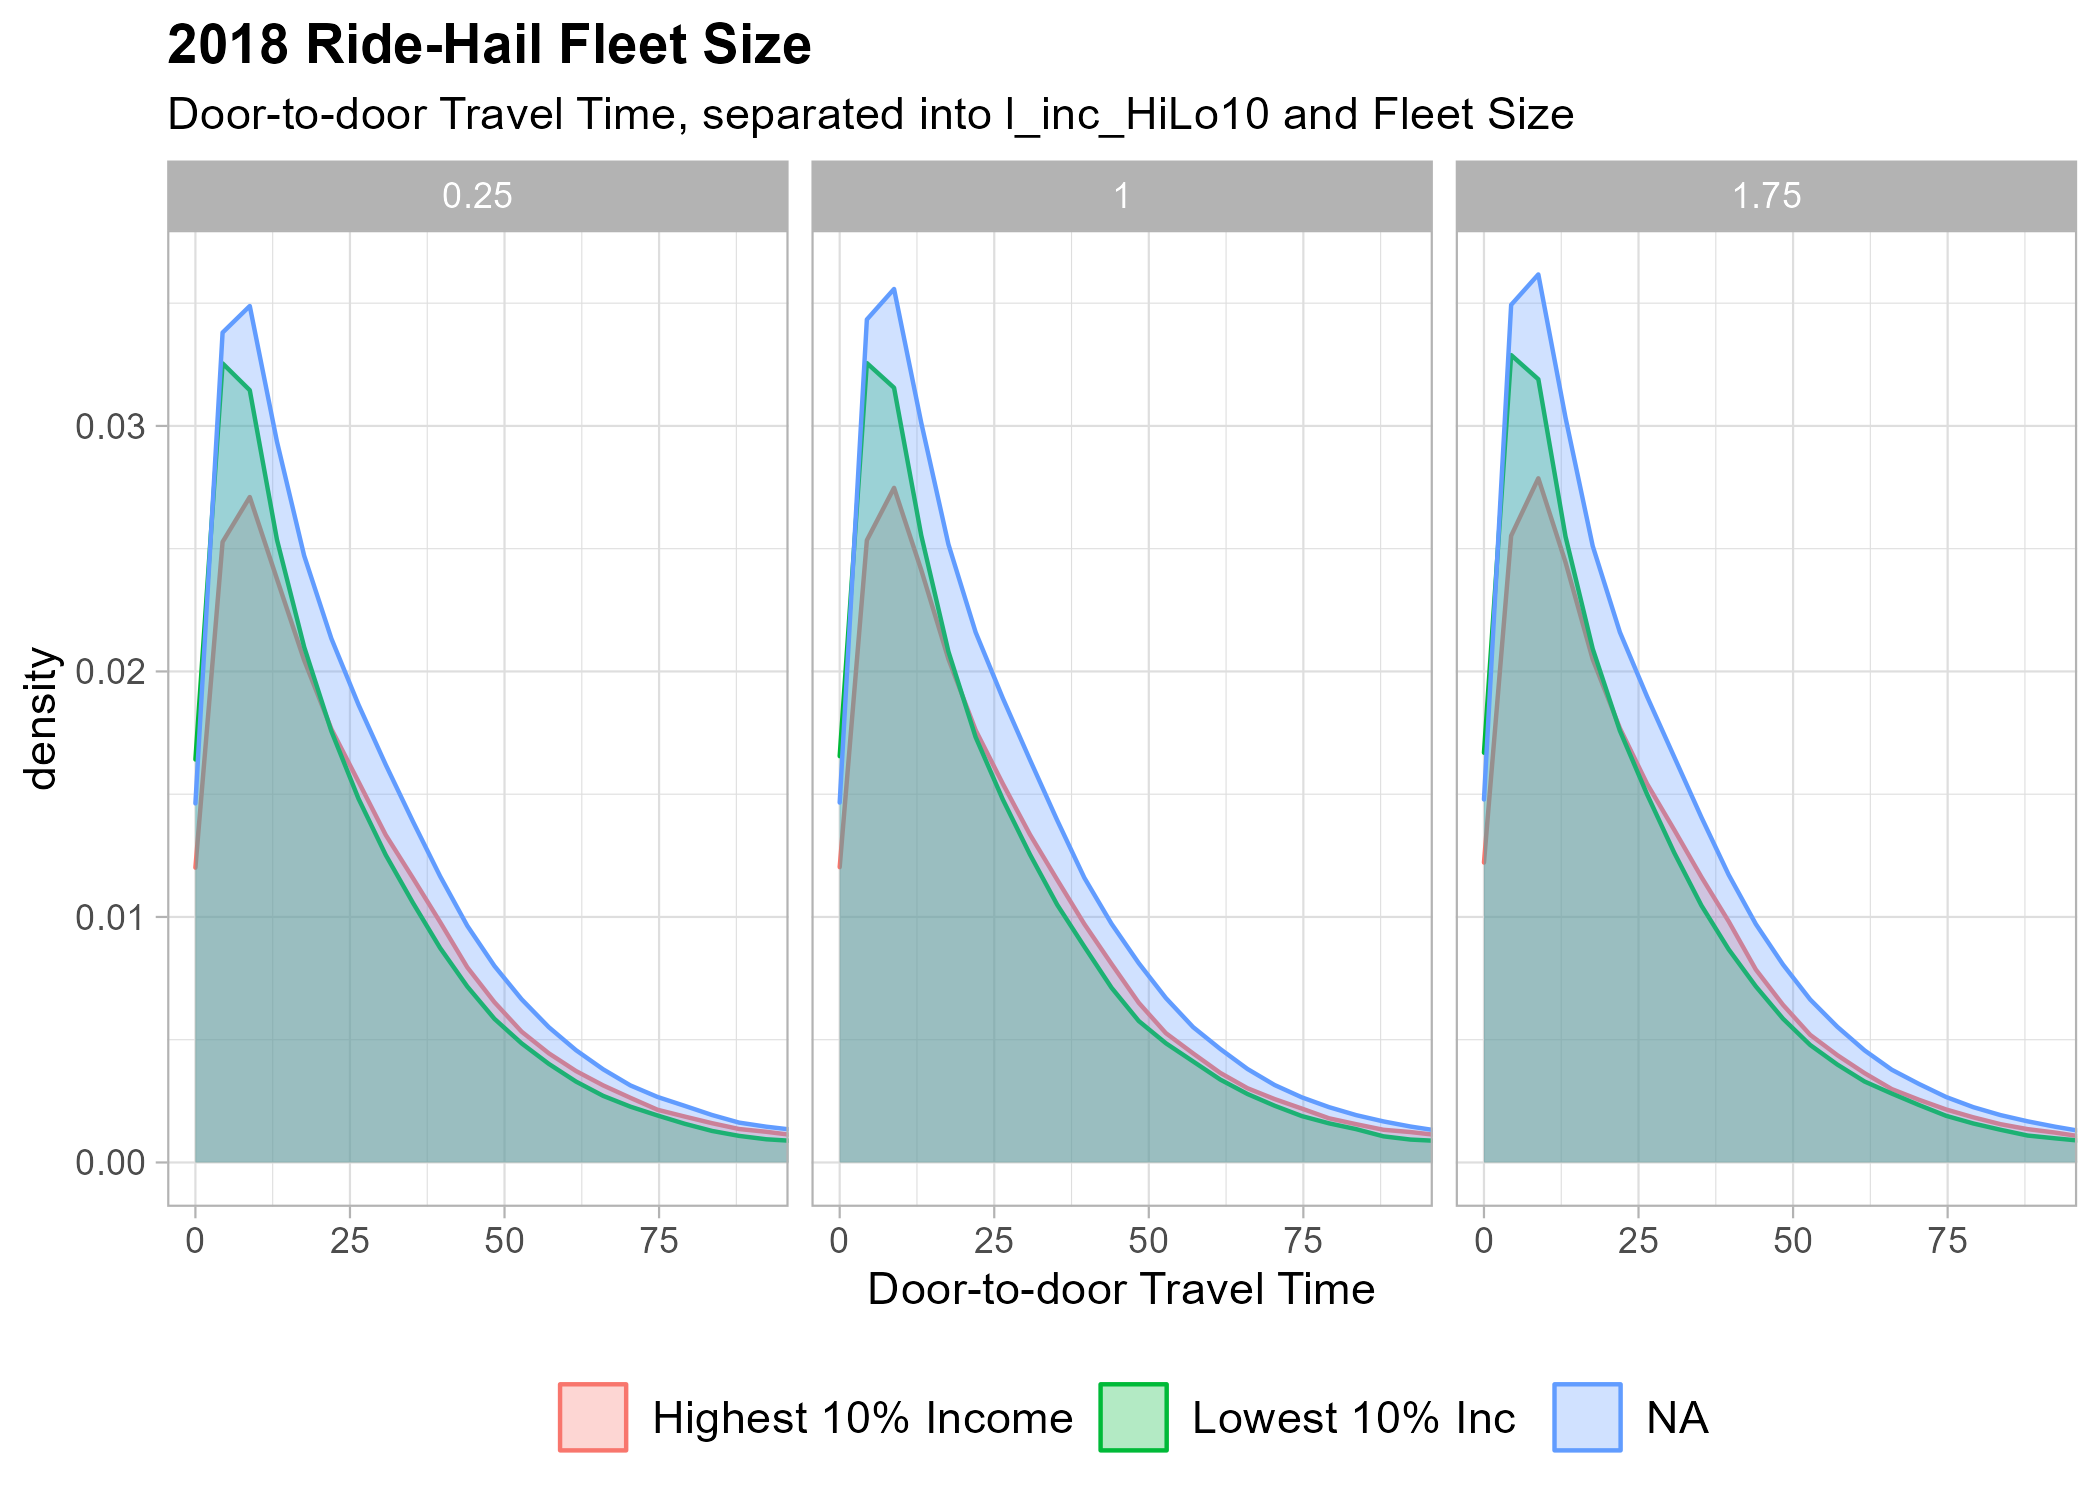 2018 Ride-Hail Fleet Size
Door-to-door Travel Time, separated into l_inc_HiLo10 and Fleet Size
0.25 1 1.75
density
0.03
0.02
0.01
0.00
0 25 50 75 0 25 50 75 0 25 50 75
Door-to-door Travel Time
Highest 10% Income Lowest 10% Inc NA